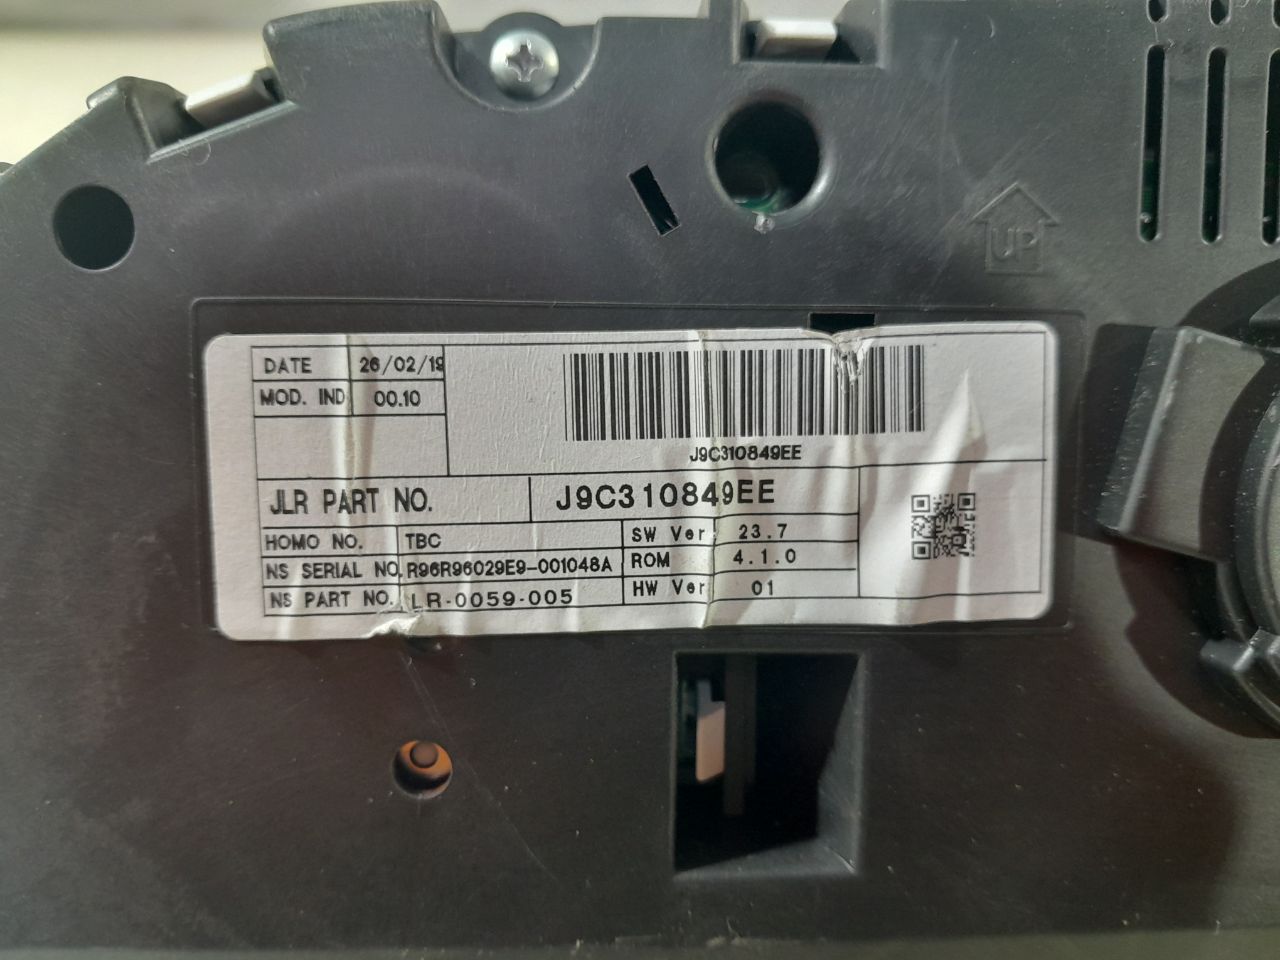 UP
DATE 26/02/19
MOD. IND 00.10
J9C310849EE
JLR PART NO. J9C310849EE
HOMO NO. TBC SW Ver 23.7
NS SERIAL NO. R96R96029E9-001048A ROM 4.1.0
NS PART NO. LR-0059-005 HW Ver 01